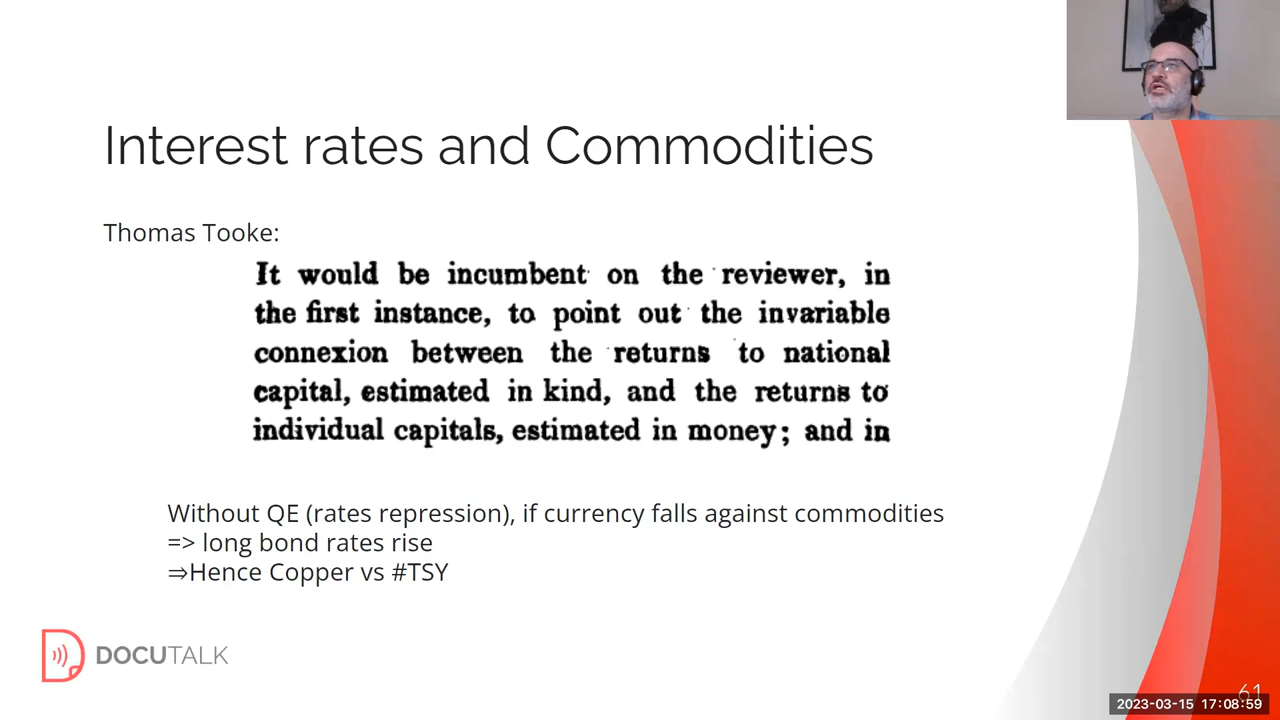 Interest rates and Commodities
Thomas Tooke:
It would be incumbent on the reviewer, in
the first instance, to point out the invariable
connexion between the returns to national
capital, estimated in kind, and the returns to
individual capitals, estimated in money; and in
Without QE (rates repression), if currency falls against commodities
=> long bond rates rise
⇒Hence Copper vs #TSY
DOCUTALK
61
2023-03-15 17:08:59